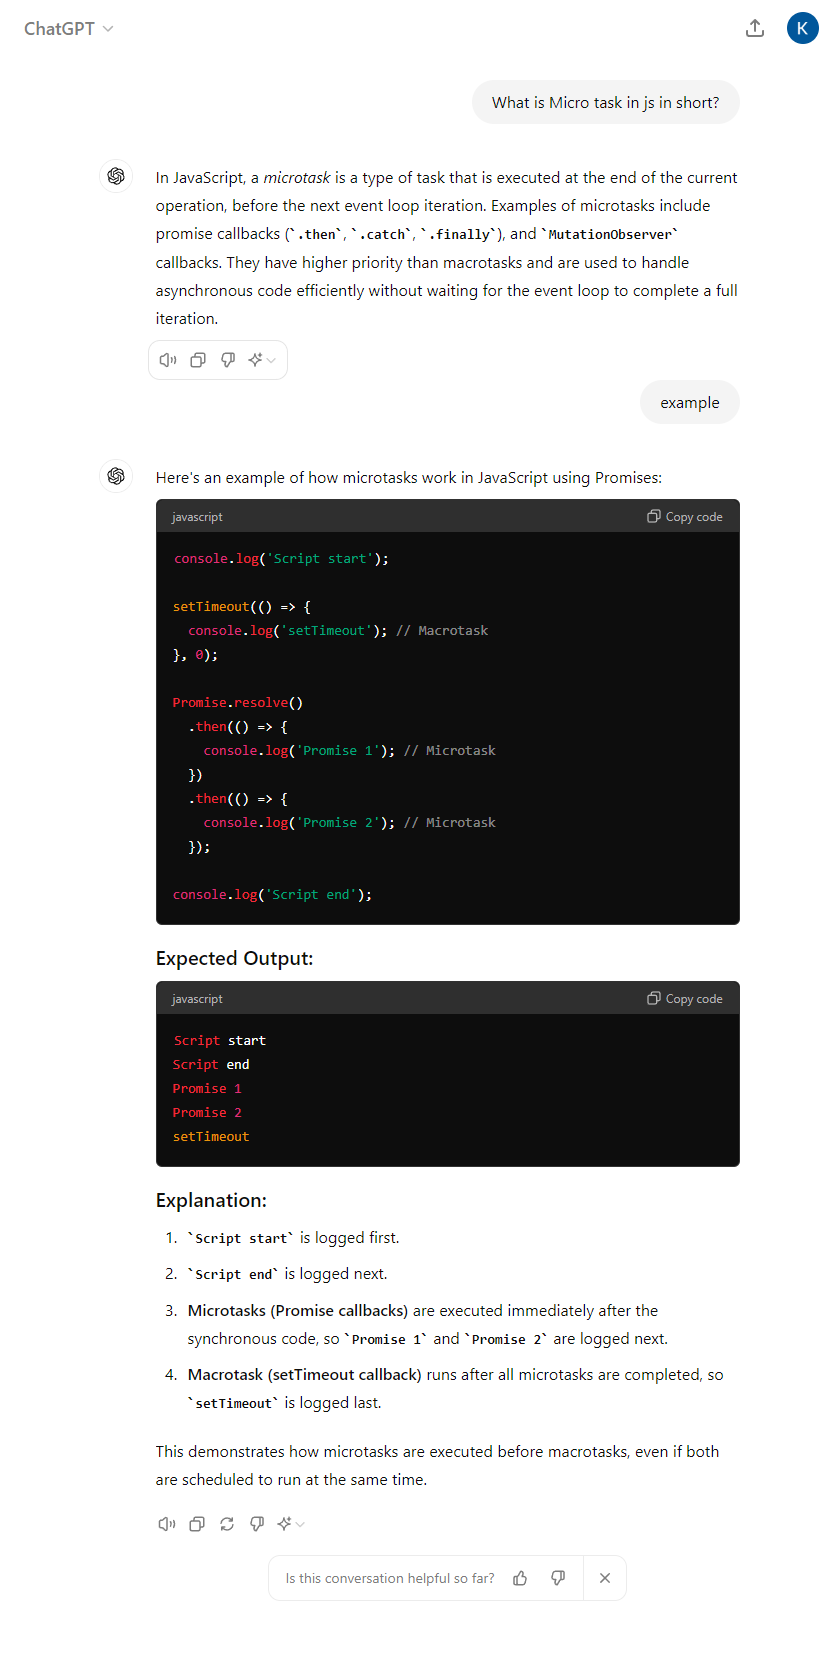 ChatGPT
K
What is Micro task in js in short?
In JavaScript, a microtask is a type of task that is executed at the end of the current
operation, before the next event loop iteration. Examples of microtasks include
promise callbacks (`.then`, `.catch`, `.finally`), and `MutationObserver`
callbacks. They have higher priority than macrotasks and are used to handle
asynchronous code efficiently without waiting for the event loop to complete a full
iteration.
example
Here's an example of how microtasks work in JavaScript using Promises:
javascript
Copy code
console.log('Script start');
setTimeout(() => {
  console.log('setTimeout'); // Macrotask
}, 0);
Promise.resolve()
  .then(() => {
    console.log('Promise 1'); // Microtask
  })
  .then(() => {
    console.log('Promise 2'); // Microtask
  });
console.log('Script end');
Expected Output:
javascript
Copy code
Script start
Script end
Promise 1
Promise 2
setTimeout
Explanation:
1. `Script start` is logged first.
2. `Script end` is logged next.
3. Microtasks (Promise callbacks) are executed immediately after the
synchronous code, so `Promise 1` and `Promise 2` are logged next.
4. Macrotask (setTimeout callback) runs after all microtasks are completed, so
`setTimeout` is logged last.
This demonstrates how microtasks are executed before macrotasks, even if both
are scheduled to run at the same time.
Is this conversation helpful so far?